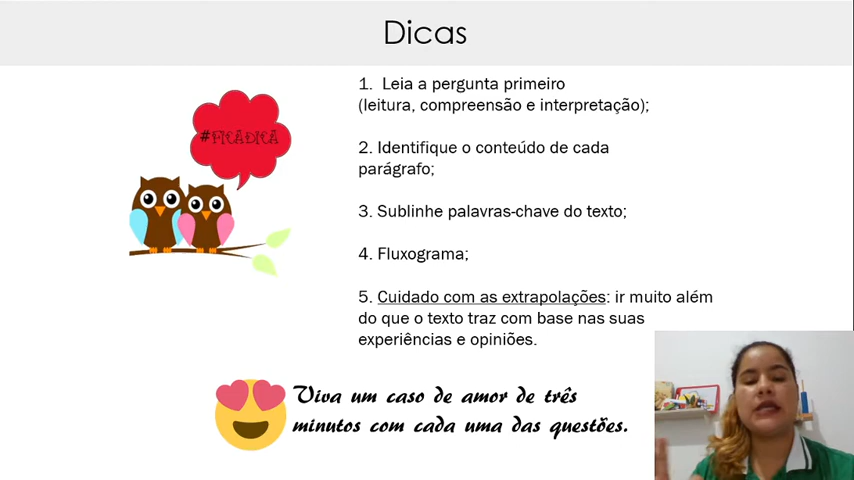 Dicas
#FICADICA
1. Leia a pergunta primeiro
(leitura, compreensão e interpretação);
2. Identifique o conteúdo de cada
parágrafo;
3. Sublinhe palavras-chave do texto;
4. Fluxograma;
5. Cuidado com as extrapolações: ir muito além
do que o texto traz com base nas suas
experiências e opiniões.
Viva um caso de amor de três
minutos com cada uma das questões.